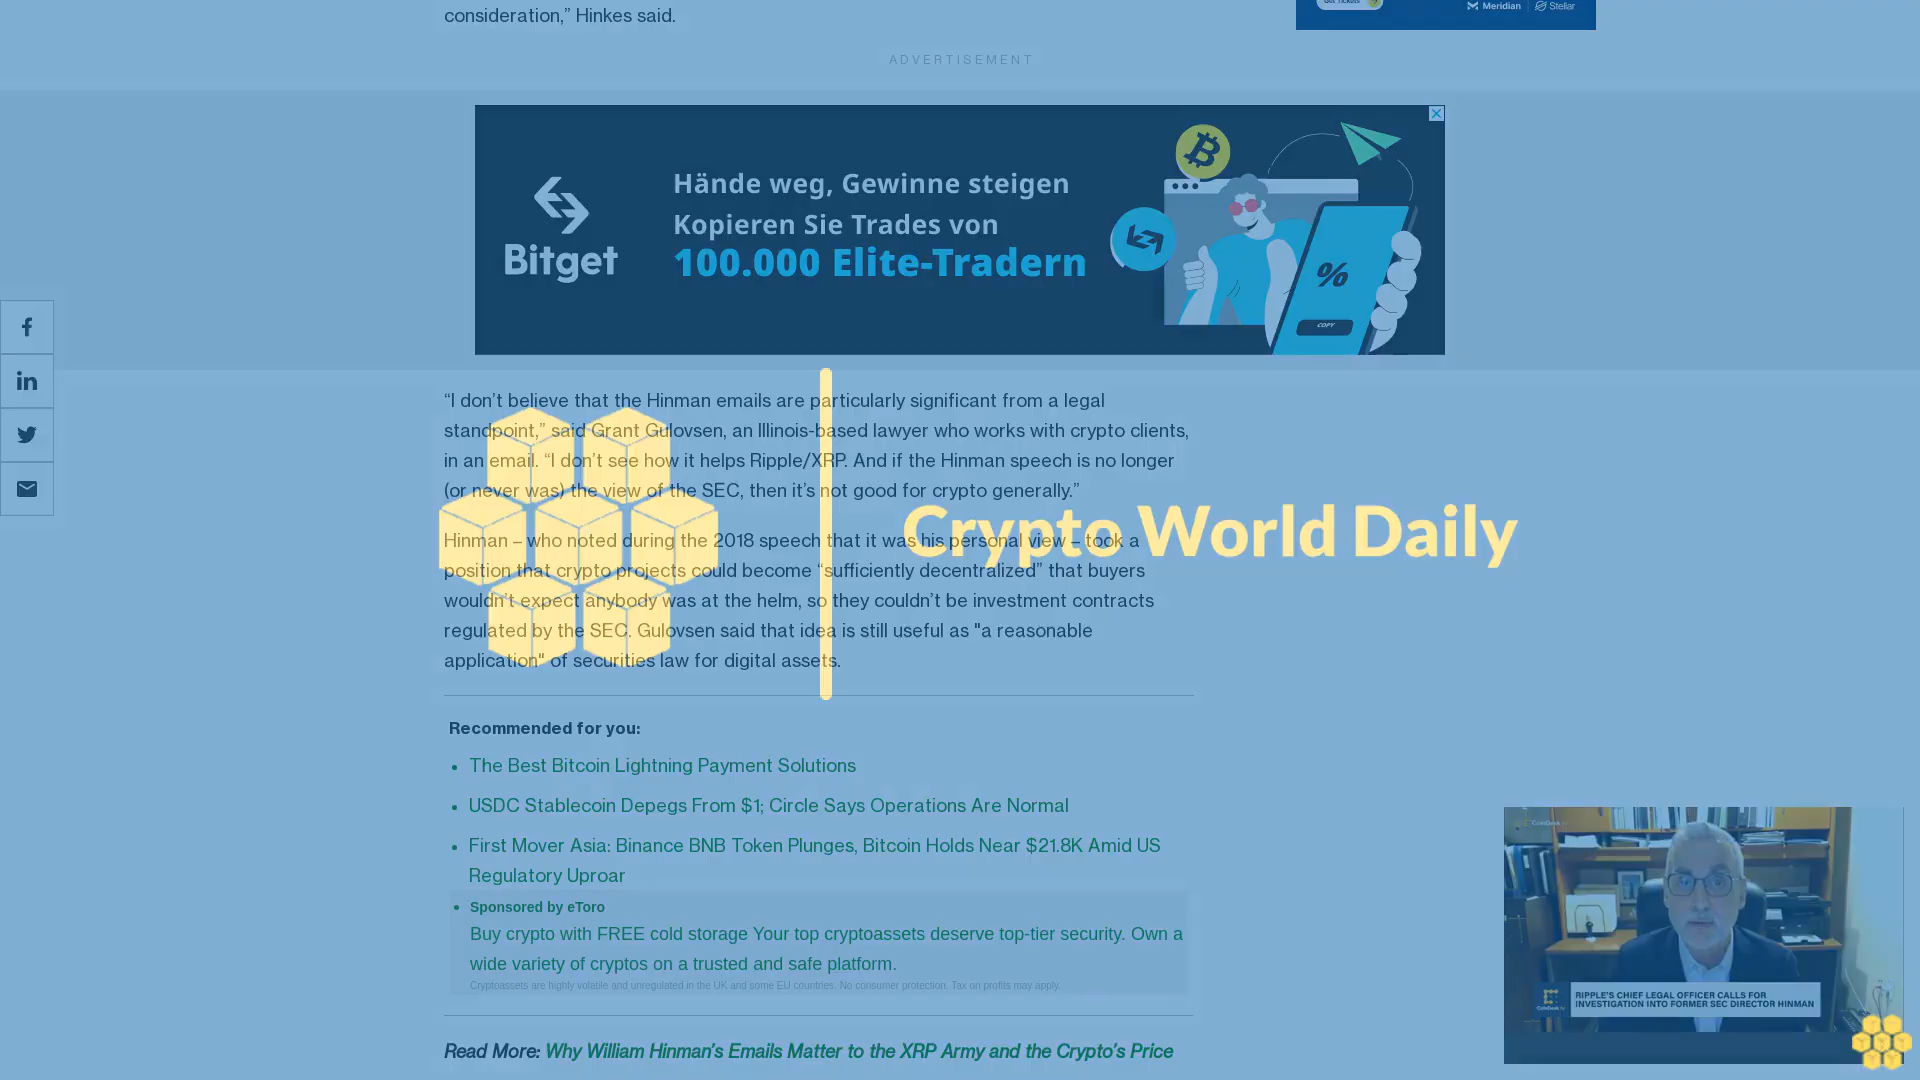 consideration,” Hinkes said.
Get Tickets
Meridian | Stellar
ADVERTISEMENT
Bitget
Hände weg, Gewinne steigen
Kopieren Sie Trades von
100.000 Elite-Tradern
%
COPY
“I don’t believe that the Hinman emails are particularly significant from a legal
standpoint,” said Grant Gulovsen, an Illinois-based lawyer who works with crypto clients,
in an email. “I don’t see how it helps Ripple/XRP. And if the Hinman speech is no longer
(or never was) the view of the SEC, then it’s not good for crypto generally.”
Hinman – who noted during the 2018 speech that it was his personal view – took a
position that crypto projects could become “sufficiently decentralized” that buyers
wouldn’t expect anybody was at the helm, so they couldn’t be investment contracts
regulated by the SEC. Gulovsen said that idea is still useful as "a reasonable
application" of securities law for digital assets.
Crypto World Daily
Recommended for you:
• The Best Bitcoin Lightning Payment Solutions
• USDC Stablecoin Depegs From $1; Circle Says Operations Are Normal
• First Mover Asia: Binance BNB Token Plunges, Bitcoin Holds Near $21.8K Amid US
Regulatory Uproar
• Sponsored by eToro
Buy crypto with FREE cold storage Your top cryptoassets deserve top-tier security. Own a
wide variety of cryptos on a trusted and safe platform.
Cryptoassets are highly volatile and unregulated in the UK and some EU countries. No consumer protection. Tax on profits may apply.
Read More: Why William Hinman’s Emails Matter to the XRP Army and the Crypto’s Price
CoinDesk
RIPPLE'S CHIEF LEGAL OFFICER CALLS FOR
INVESTIGATION INTO FORMER SEC DIRECTOR HINMAN